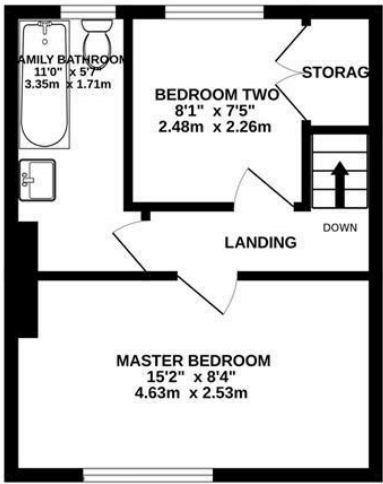 AMILY BATHROOM
11'0" x 5'7"
3.35m x 1.71m
STORAG
BEDROOM TWO
8'1" x 7'5"
2.48m x 2.26m
DOWN
LANDING
MASTER BEDROOM
15'2" x 8'4"
4.63m x 2.53m